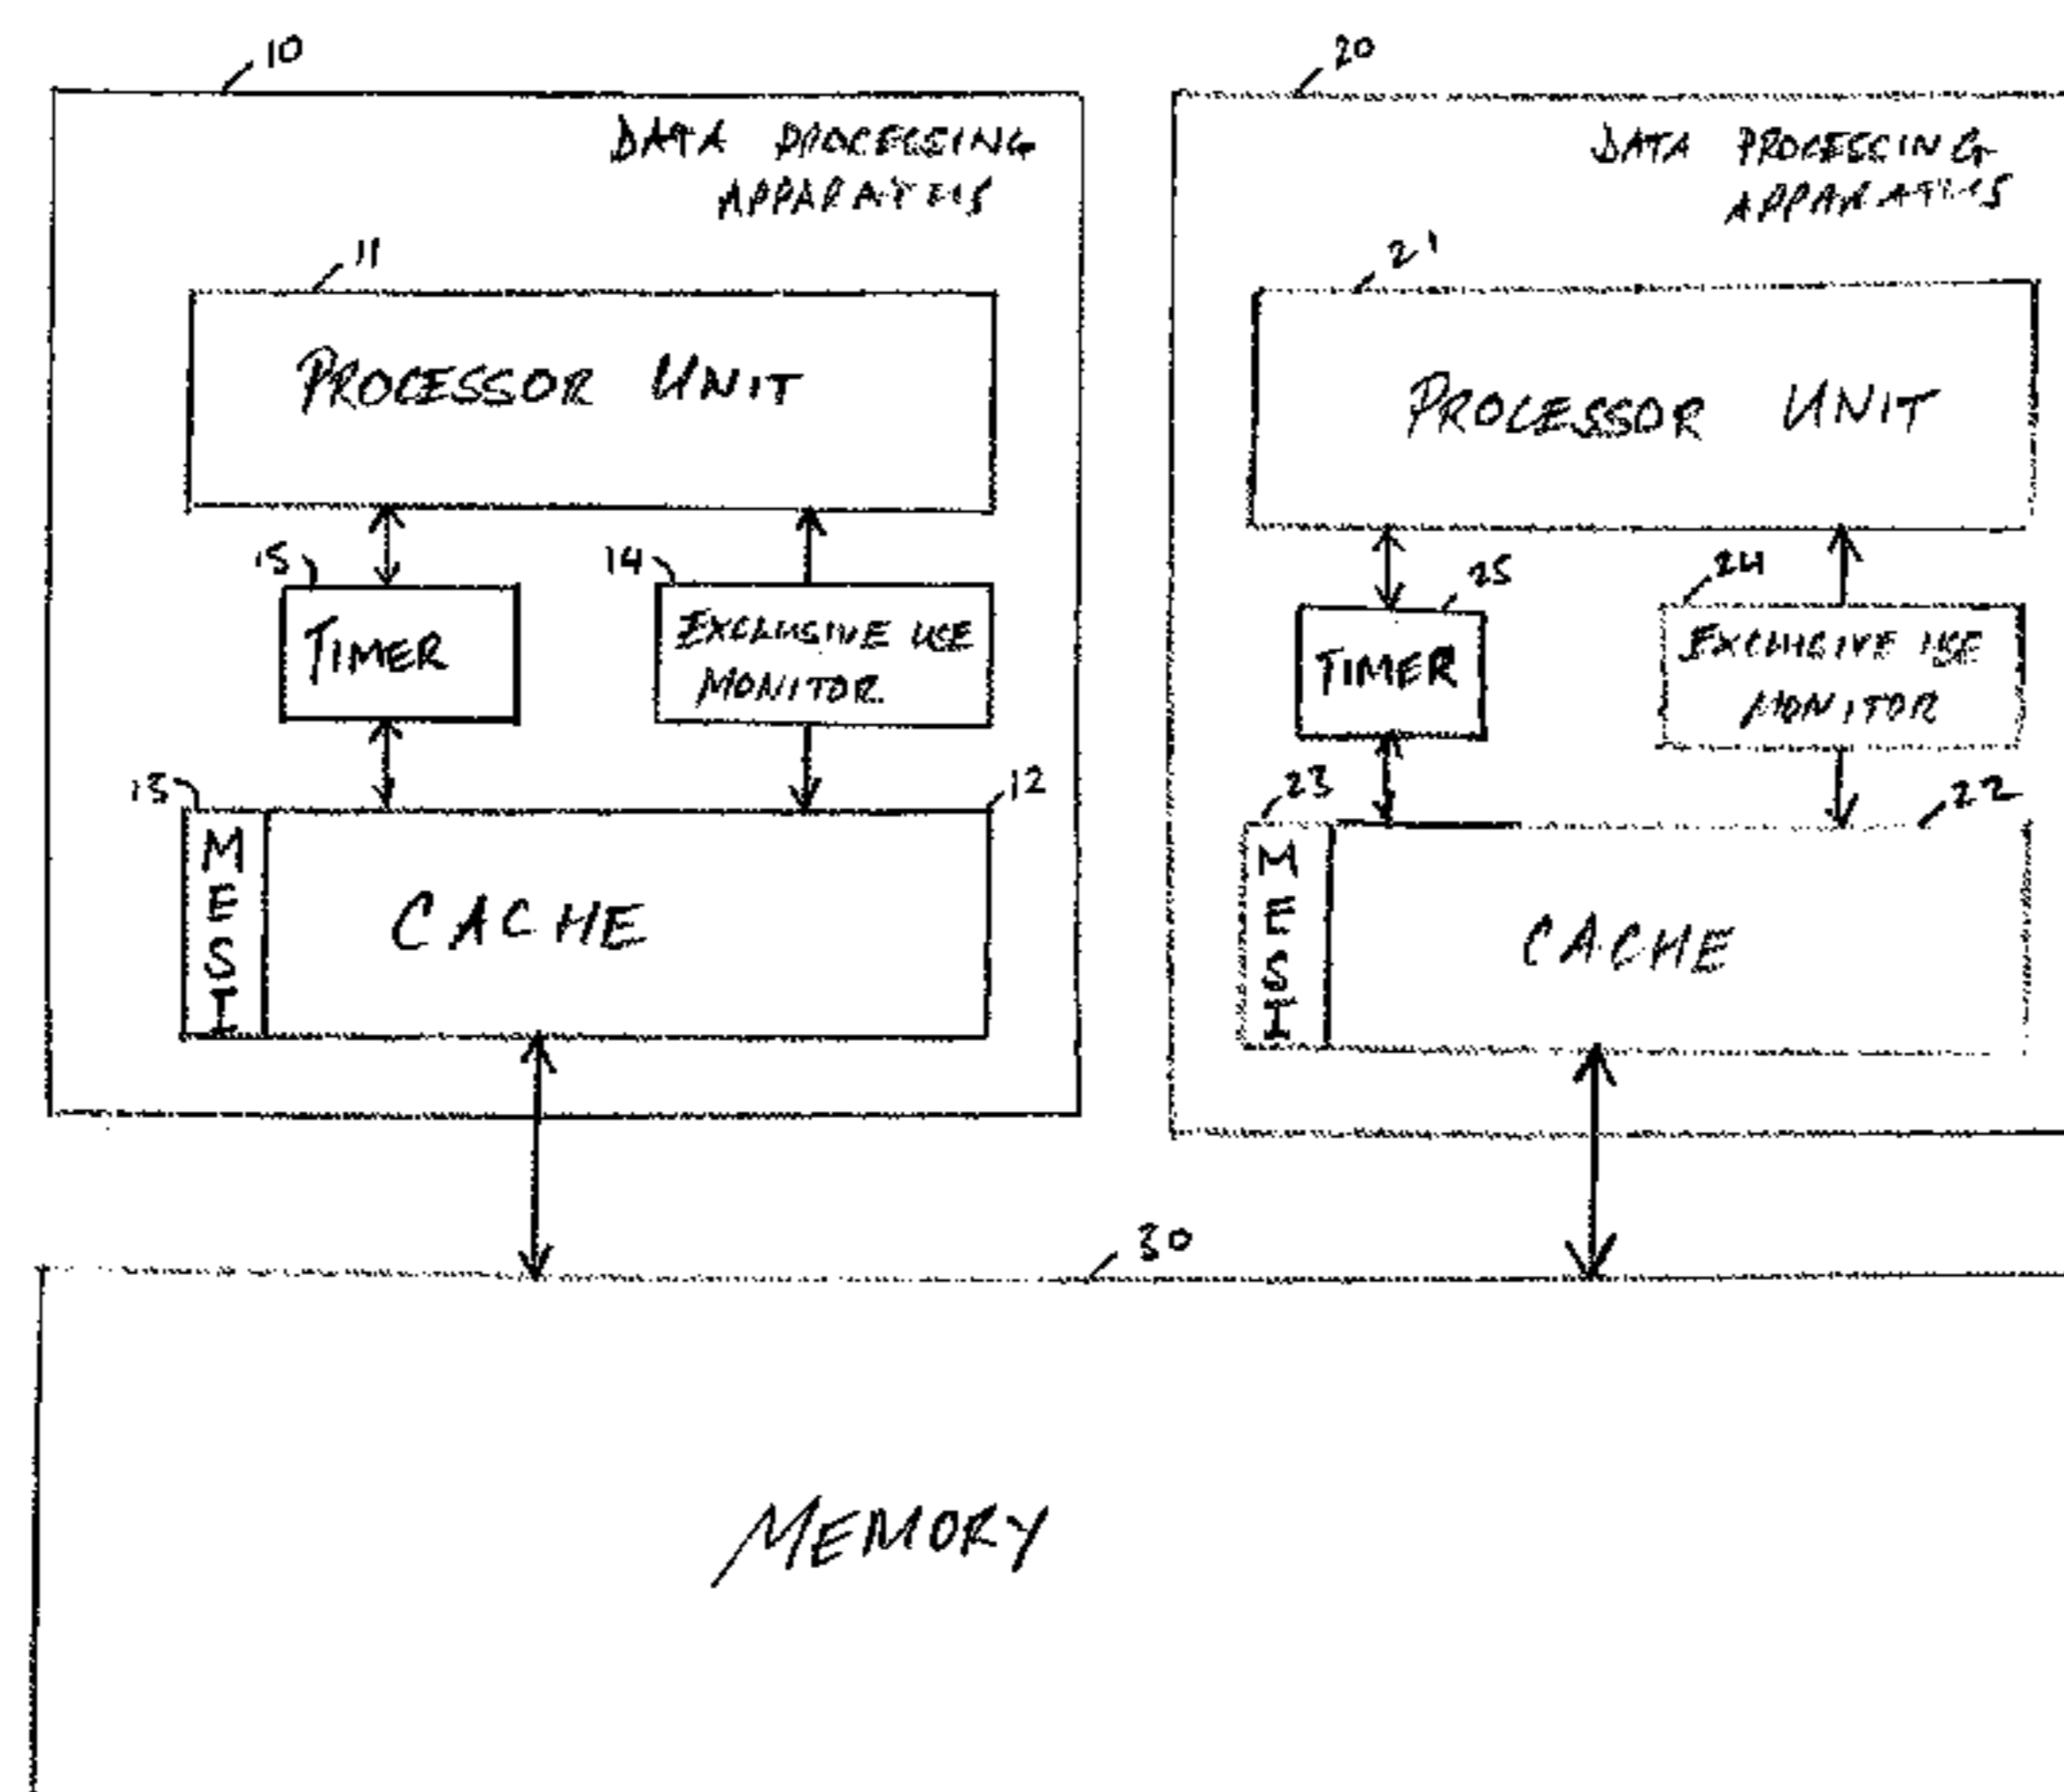 10
DATA PROCESSING
APPARATUS
11
PROCESSOR UNIT
15
TIMER
14
EXCLUSIVE USE
MONITOR
13
M
E
S
I
12
CACHE
20
DATA PROCESSING
APPARATUS
21
PROCESSOR UNIT
25
TIMER
24
EXCLUSIVE USE
MONITOR
23
M
E
S
I
22
CACHE
30
MEMORY